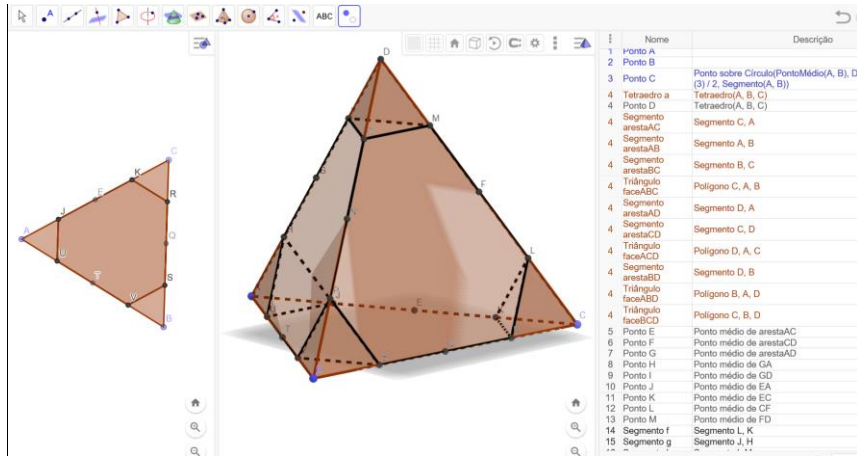 ABC
Nome Descrição
1 Ponto A
2 Ponto B
3 Ponto C Ponto sobre Círculo(PontoMédio(A, B), D
(3) / 2, Segmento(A, B))
4 Tetraedro a Tetraedro(A, B, C)
4 Ponto D Tetraedro(A, B, C)
4 Segmento arestaAC Segmento C, A
4 Segmento arestaAB Segmento A, B
4 Segmento arestaBC Segmento B, C
4 Triângulo faceABC Polígono C, A, B
4 Segmento arestaAD Segmento D, A
4 Segmento arestaCD Segmento C, D
4 Triângulo faceACD Polígono D, A, C
4 Segmento arestaBD Segmento D, B
4 Triângulo faceABD Polígono B, A, D
4 Triângulo faceBCD Polígono C, B, D
5 Ponto E Ponto médio de arestaAC
6 Ponto F Ponto médio de arestaCD
7 Ponto G Ponto médio de arestaAD
8 Ponto H Ponto médio de GA
9 Ponto I Ponto médio de GD
10 Ponto J Ponto médio de EA
11 Ponto K Ponto médio de EC
12 Ponto L Ponto médio de CF
13 Ponto M Ponto médio de FD
14 Segmento f Segmento L, K
15 Segmento g Segmento J, H
C
K
R
E
J
A
Q
U
T
S
V
B
D
M
F
N
L
E
C
T